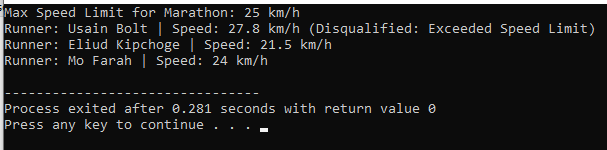 Max Speed Limit for Marathon: 25 km/h
Runner: Usain Bolt | Speed: 27.8 km/h (Disqualified: Exceeded Speed Limit)
Runner: Eliud Kipchoge | Speed: 21.5 km/h
Runner: Mo Farah | Speed: 24 km/h
--------------------------------
Process exited after 0.281 seconds with return value 0
Press any key to continue . . .